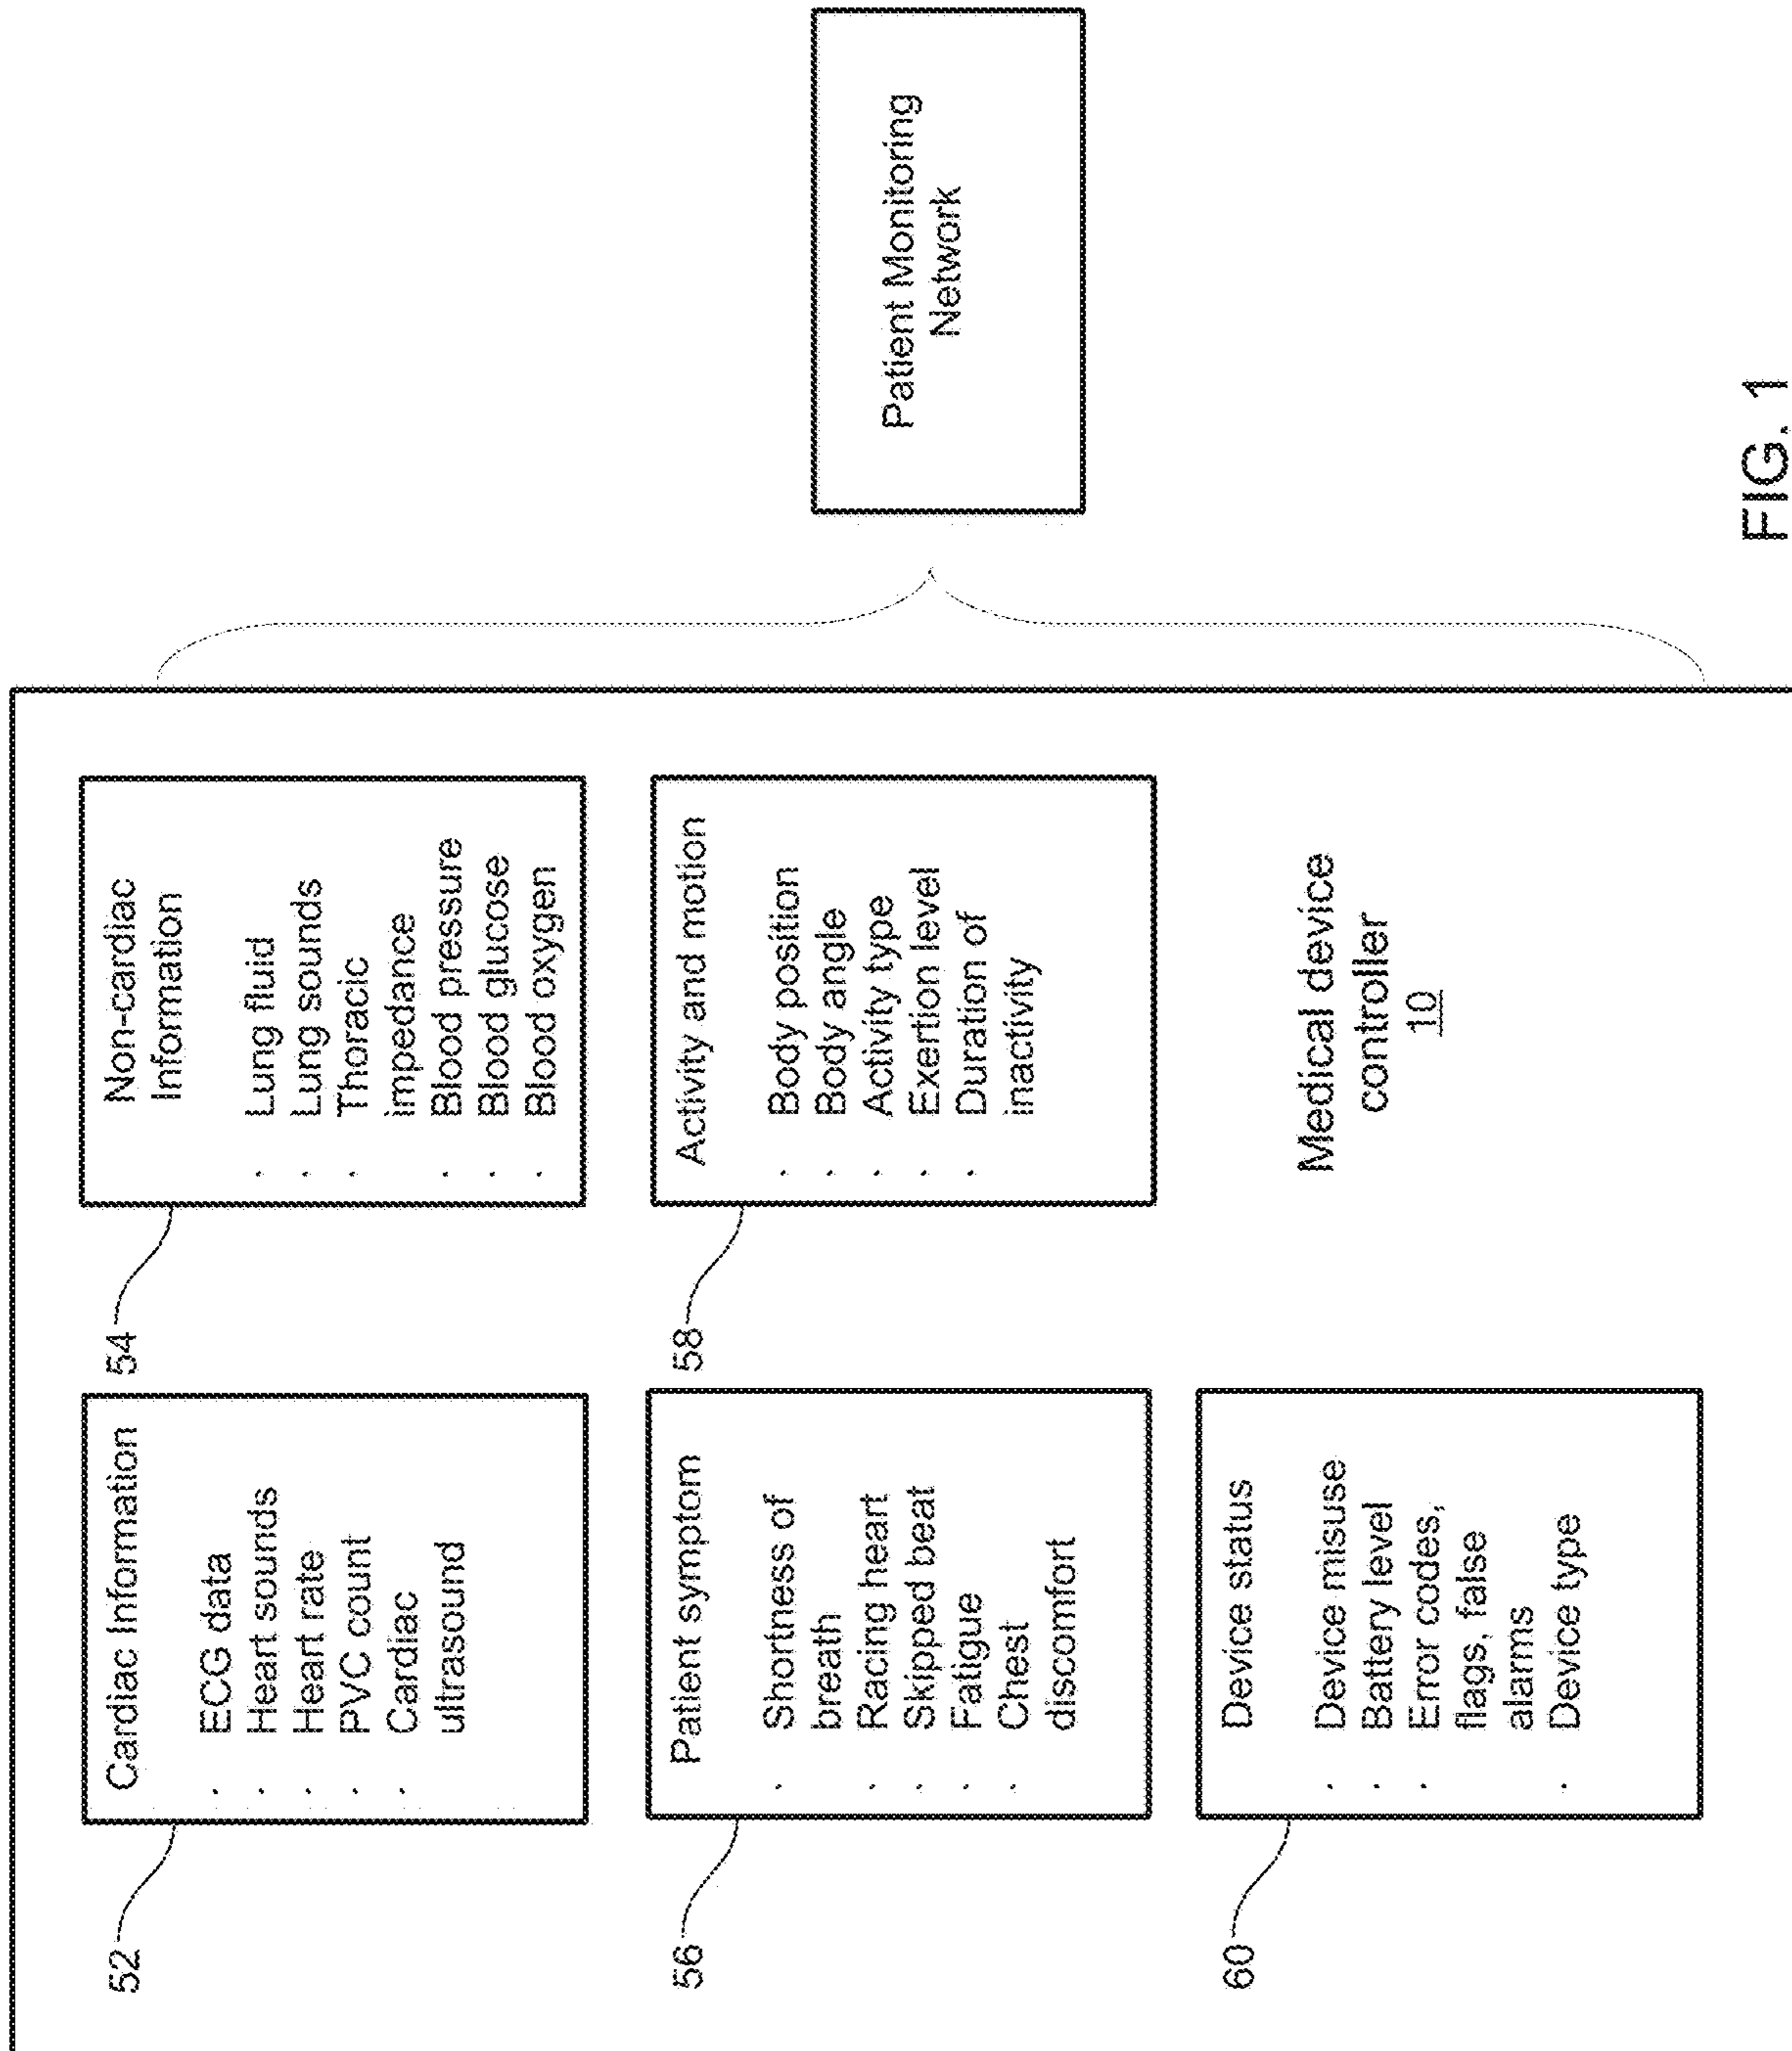 52
Cardiac Information
· ECG data
· Heart sounds
· Heart rate
· PVC count
· Cardiac
ultrasound
54
Non-cardiac
Information
· Lung fluid
· Lung sounds
· Thoracic
impedance
· Blood pressure
· Blood glucose
· Blood oxygen
56
Patient symptom
· Shortness of
breath
· Racing heart
· Skipped beat
· Fatigue
· Chest
discomfort
58
Activity and motion
· Body position
· Body angle
· Activity type
· Exertion level
· Duration of
inactivity
60
Device status
· Device misuse
· Battery level
· Error codes,
flags, false
alarms
· Device type
Medical device
controller
10
Patient Monitoring
Network
FIG. 1